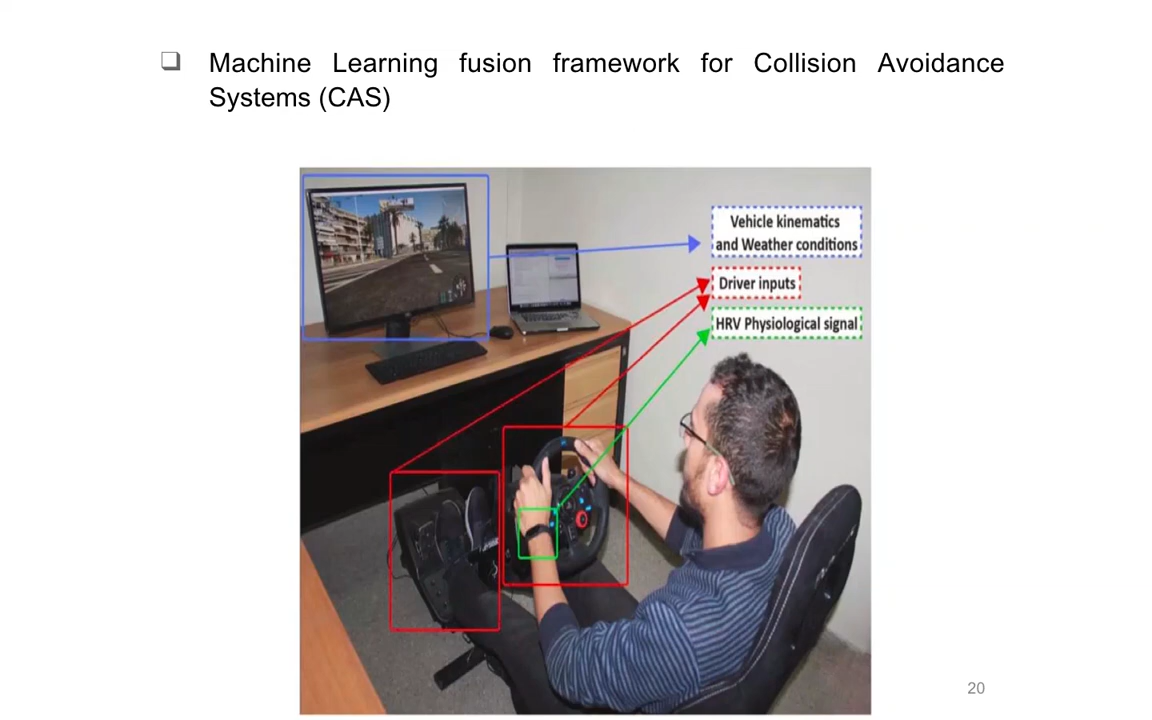 Machine Learning fusion framework for Collision Avoidance
Systems (CAS)
Vehicle kinematics
and Weather conditions
Driver inputs
HRV Physiological signal
20